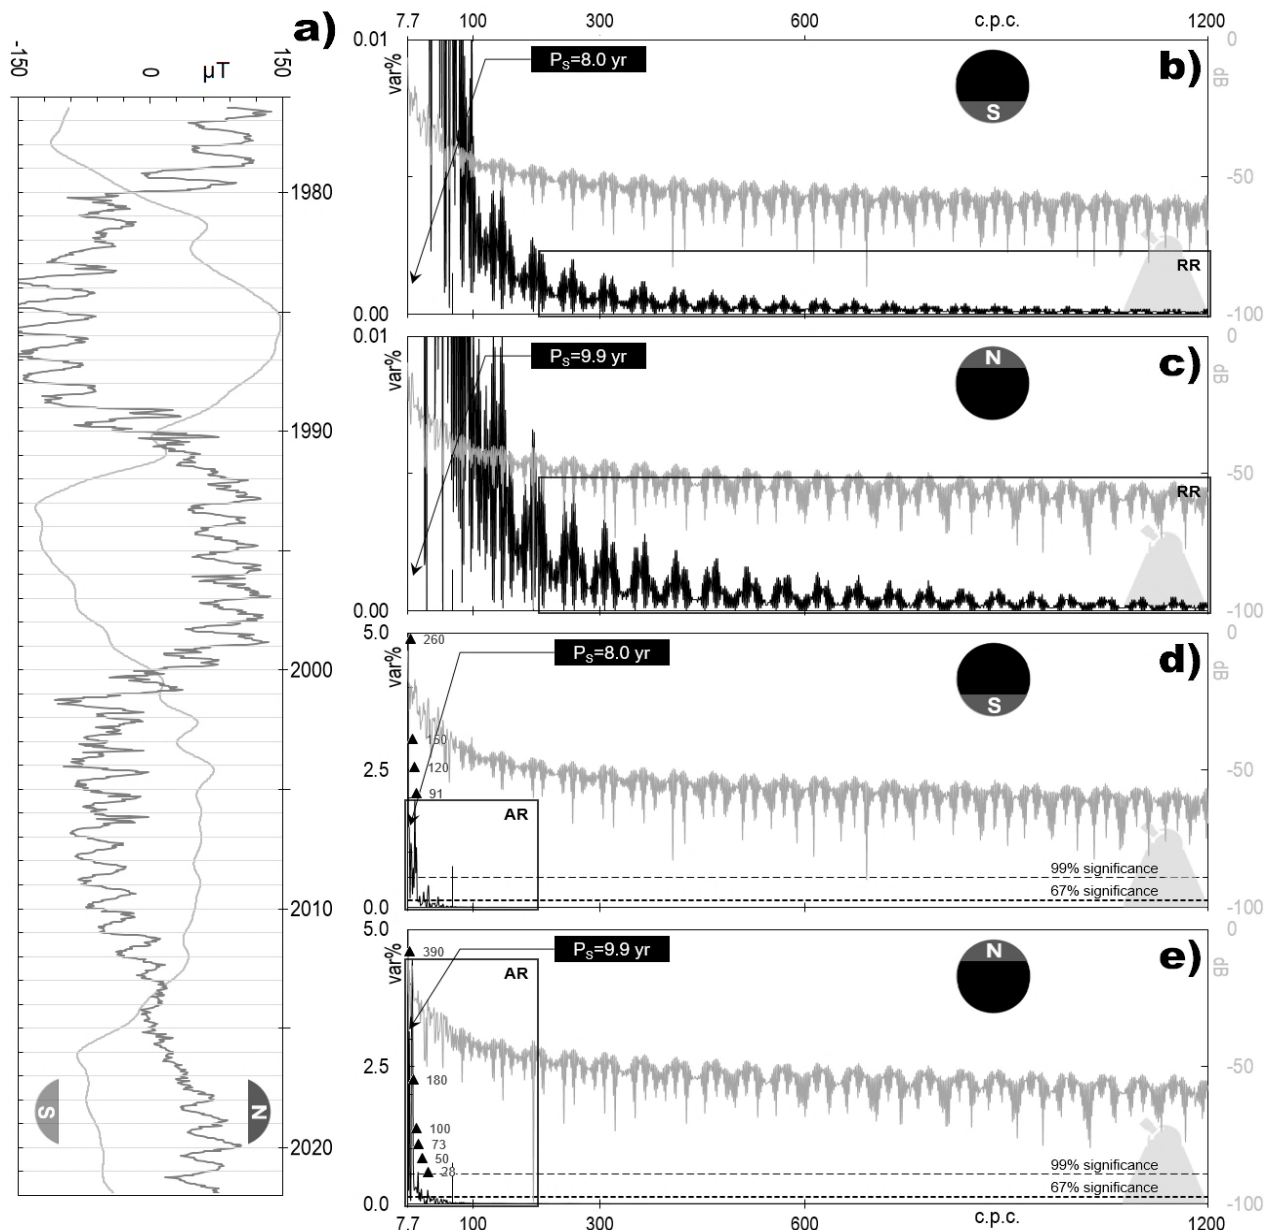 a)
-150 0 µT 150
1980
1990
2000
2010
2020
S N
7.7 100 300 600 c.p.c. 1200
0.01 var% PS=8.0 yr S b) 0 dB
-50
RR
0.00 -100
0.01 var% PS=9.9 yr N c) 0 dB
-50
RR
0.00 -100
5.0 var% 260 PS=8.0 yr S d) 0 dB
150
2.5 120 -50
91
AR
99% significance
67% significance
0.0 -100
5.0 var% 390 PS=9.9 yr N e) 0 dB
AR
2.5 180 -50
100
73
50
28
99% significance
67% significance
0.0 -100
7.7 100 300 600 c.p.c. 1200